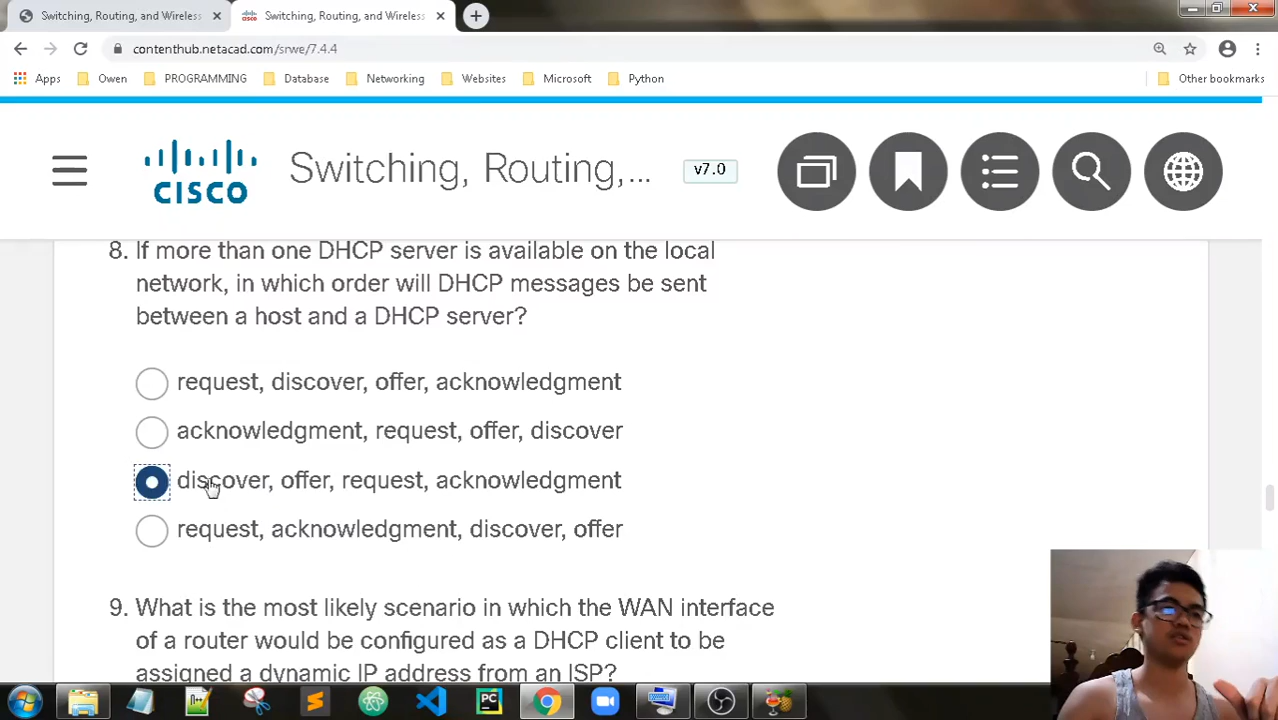 Switching, Routing, and Wireless
Switching, Routing, and Wireless
contenthub.netacad.com/srwe/7.4.4
Apps Owen PROGRAMMING Database Networking Websites Microsoft Python Other bookmarks
CISCO
Switching, Routing,...
v7.0
8. If more than one DHCP server is available on the local
network, in which order will DHCP messages be sent
between a host and a DHCP server?
request, discover, offer, acknowledgment
acknowledgment, request, offer, discover
discover, offer, request, acknowledgment
request, acknowledgment, discover, offer
9. What is the most likely scenario in which the WAN interface
of a router would be configured as a DHCP client to be
assigned a dynamic IP address from an ISP?
PC